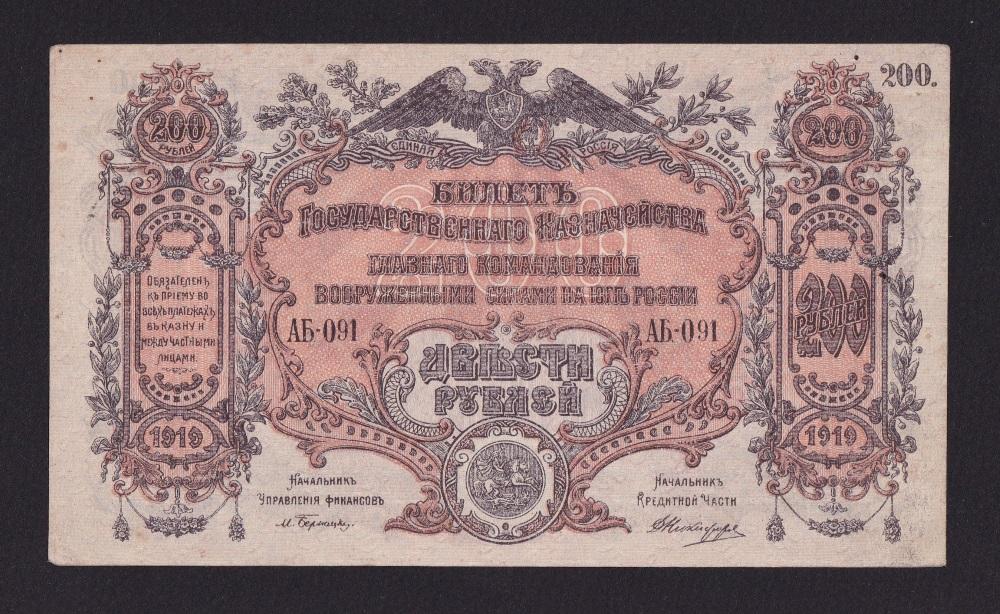 200.
200
РУБЛЕЙ
200
ЕДИНАЯ РОССІЯ
БИЛЕТЪ
ГОСУДАРСТВЕННАГО КАЗНАЧЕЙСТВА
200
ГЛАВНАГО КОМАНДОВАНІЯ
ВООРУЖЕННЫМИ СИЛАМИ НА ЮГѢ РОССІИ
ОБЯЗАТЕЛЕНЪ
КЪ ПРІЕМУ ВО
ВСѢХЪ ПЛАТЕЖАХЪ
ВЪ КАЗНУ И
МЕЖДУ ЧАСТНЫМИ
ЛИЦАМИ.
АБ-091
АБ-091
200
РУБЛЕЙ
ДВѢСТИ
РУБЛЕЙ
1919
1919
НАЧАЛЬНИКЪ
УПРАВЛЕНІЯ ФИНАНСОВЪ
НАЧАЛЬНИКЪ
КРЕДИТНОЙ ЧАСТИ